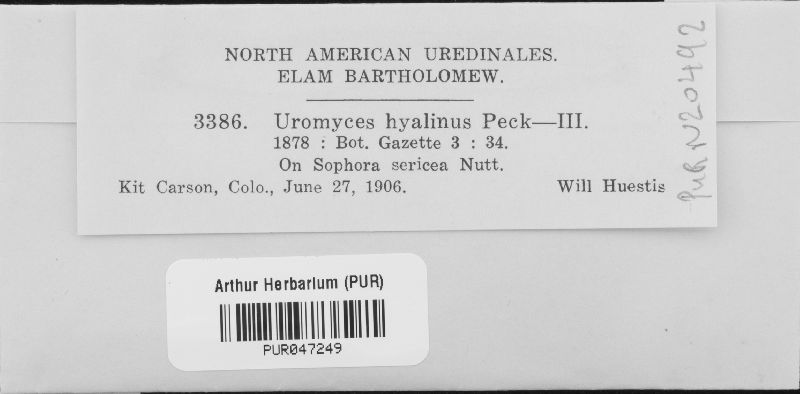 NORTH AMERICAN UREDINALES.
ELAM BARTHOLOMEW.
3386. Uromyces hyalinus Peck—III.
1878 : Bot. Gazette 3 : 34.
On Sophora sericea Nutt.
Kit Carson, Colo., June 27, 1906. Will Huestis
PUR N20492
Arthur Herbarium (PUR)
PUR047249